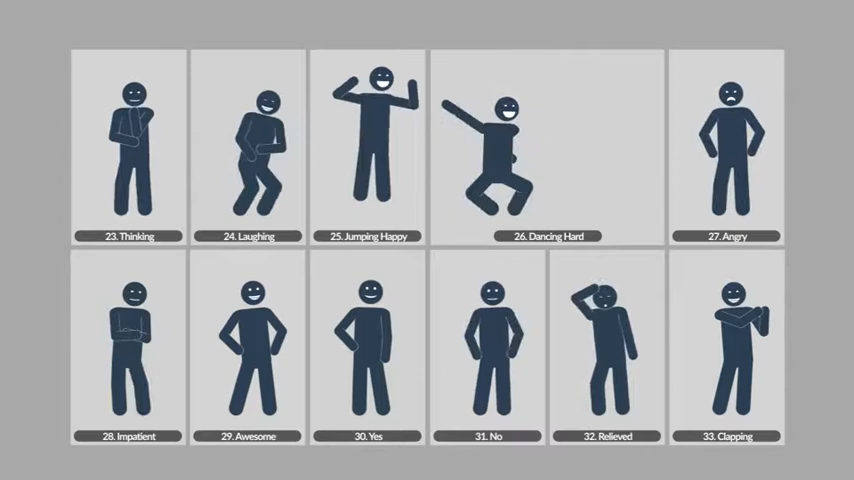 23. Thinking
24. Laughing
25. Jumping Happy
26. Dancing Hard
27. Angry
28. Impatient
29. Awesome
30. Yes
31. No
32. Relieved
33. Clapping